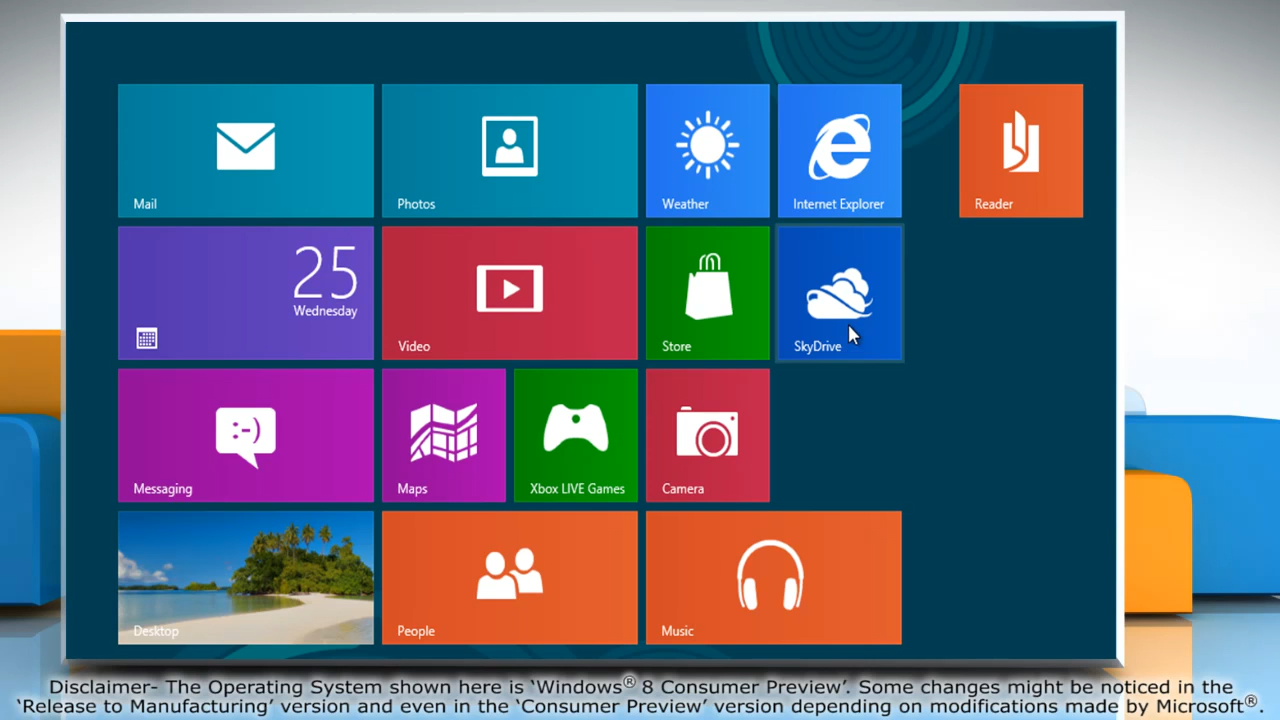 Mail
Photos
Weather
Internet Explorer
Reader
25
Wednesday
Video
Store
SkyDrive
:-)
Messaging
Maps
Xbox LIVE Games
Camera
Desktop
People
Music
Disclaimer- The Operating System shown here is ‘Windows® 8 Consumer Preview’. Some changes might be noticed in the
‘Release to Manufacturing’ version and even in the ‘Consumer Preview’ version depending on modifications made by Microsoft®.